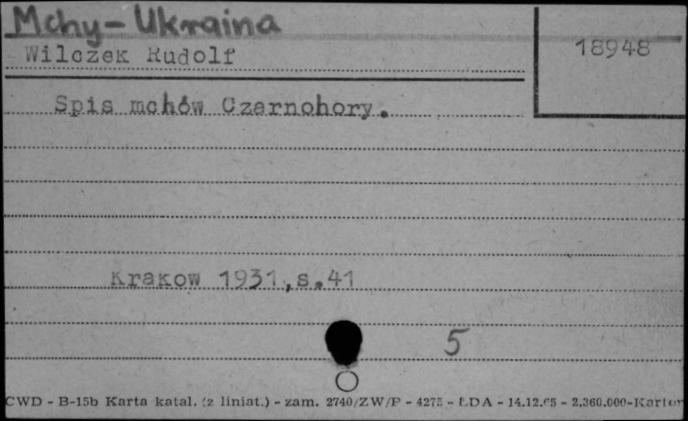 Mchy - Ukraina
Wilczek Rudolf
18948
Spis mchów Czarnohory.
Krakow 1931,s.41
5
CWD - B-15b Karta katal. (z liniat.) - zam. 2740/ZW/P - 4275 - ŁDA - 14.12.65 - 2.360.000-Karton